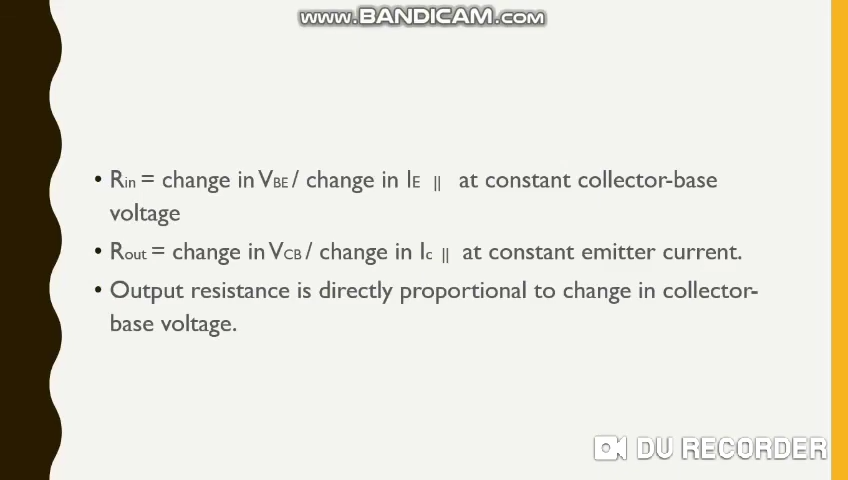 www.BANDICAM.com
• Rin = change in VBE / change in IE || at constant collector-base
voltage
• Rout = change in VCB / change in Ic || at constant emitter current.
• Output resistance is directly proportional to change in collector-
base voltage.
DU RECORDER